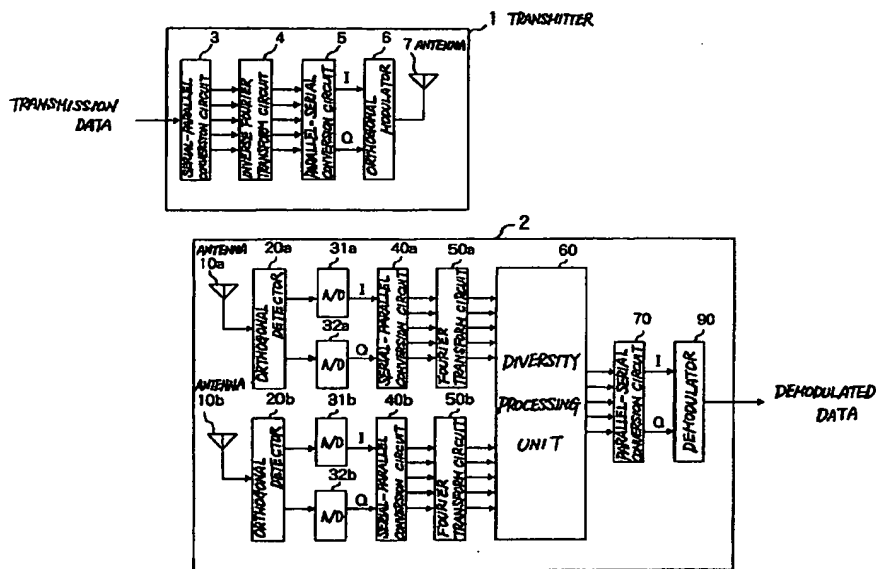 1 TRANSMITTER
3
4
5
6
7 ANTENNA
TRANSMISSION
DATA
SERIAL-PARALLEL
CONVERSION CIRCUIT
INVERSE FOURIER
TRANSFORM CIRCUIT
PARALLEL-SERIAL
CONVERSION CIRCUIT
I
Q
ORTHOGONAL
MODULATOR
2
ANTENNA
10a
20a
ORTHOGONAL
DETECTOR
31a
A/D
I
32a
A/D
Q
40a
SERIAL-PARALLEL
CONVERSION CIRCUIT
50a
FOURIER
TRANSFORM CIRCUIT
60
DIVERSITY
PROCESSING
UNIT
70
PARALLEL-SERIAL
CONVERSION CIRCUIT
I
Q
90
DEMODULATOR
DEMODULATED
DATA
ANTENNA
10b
20b
ORTHOGONAL
DETECTOR
31b
A/D
I
32b
A/D
Q
40b
SERIAL-PARALLEL
CONVERSION CIRCUIT
50b
FOURIER
TRANSFORM CIRCUIT